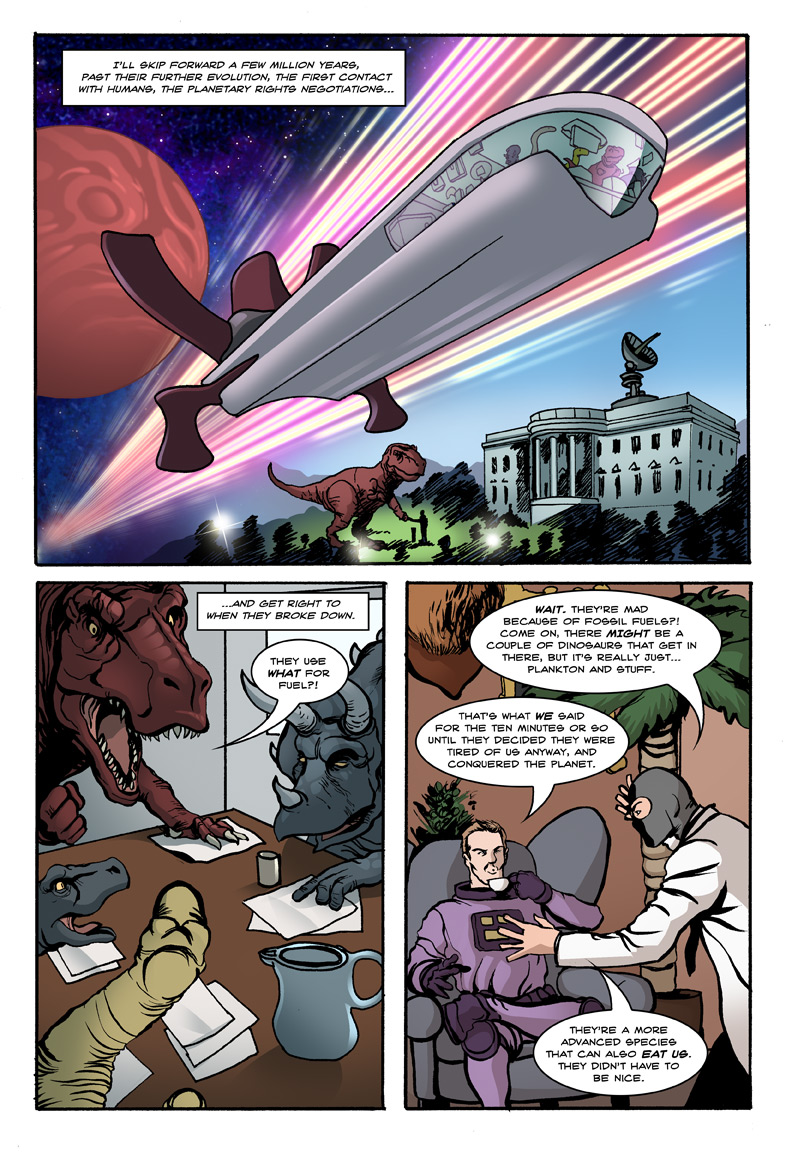 I'LL SKIP FORWARD A FEW MILLION YEARS,
PAST THEIR FURTHER EVOLUTION, THE FIRST CONTACT
WITH HUMANS, THE PLANETARY RIGHTS NEGOTIATIONS...
...AND GET RIGHT TO
WHEN THEY BROKE DOWN.
THEY USE
WHAT FOR
FUEL?!
WAIT. THEY'RE MAD
BECAUSE OF FOSSIL FUELS?!
COME ON, THERE MIGHT BE A
COUPLE OF DINOSAURS THAT GET IN
THERE, BUT IT'S REALLY JUST...
PLANKTON AND STUFF.
THAT'S WHAT WE SAID
FOR THE TEN MINUTES OR SO
UNTIL THEY DECIDED THEY WERE
TIRED OF US ANYWAY, AND
CONQUERED THE PLANET.
THEY'RE A MORE
ADVANCED SPECIES
THAT CAN ALSO EAT US.
THEY DIDN'T HAVE TO
BE NICE.